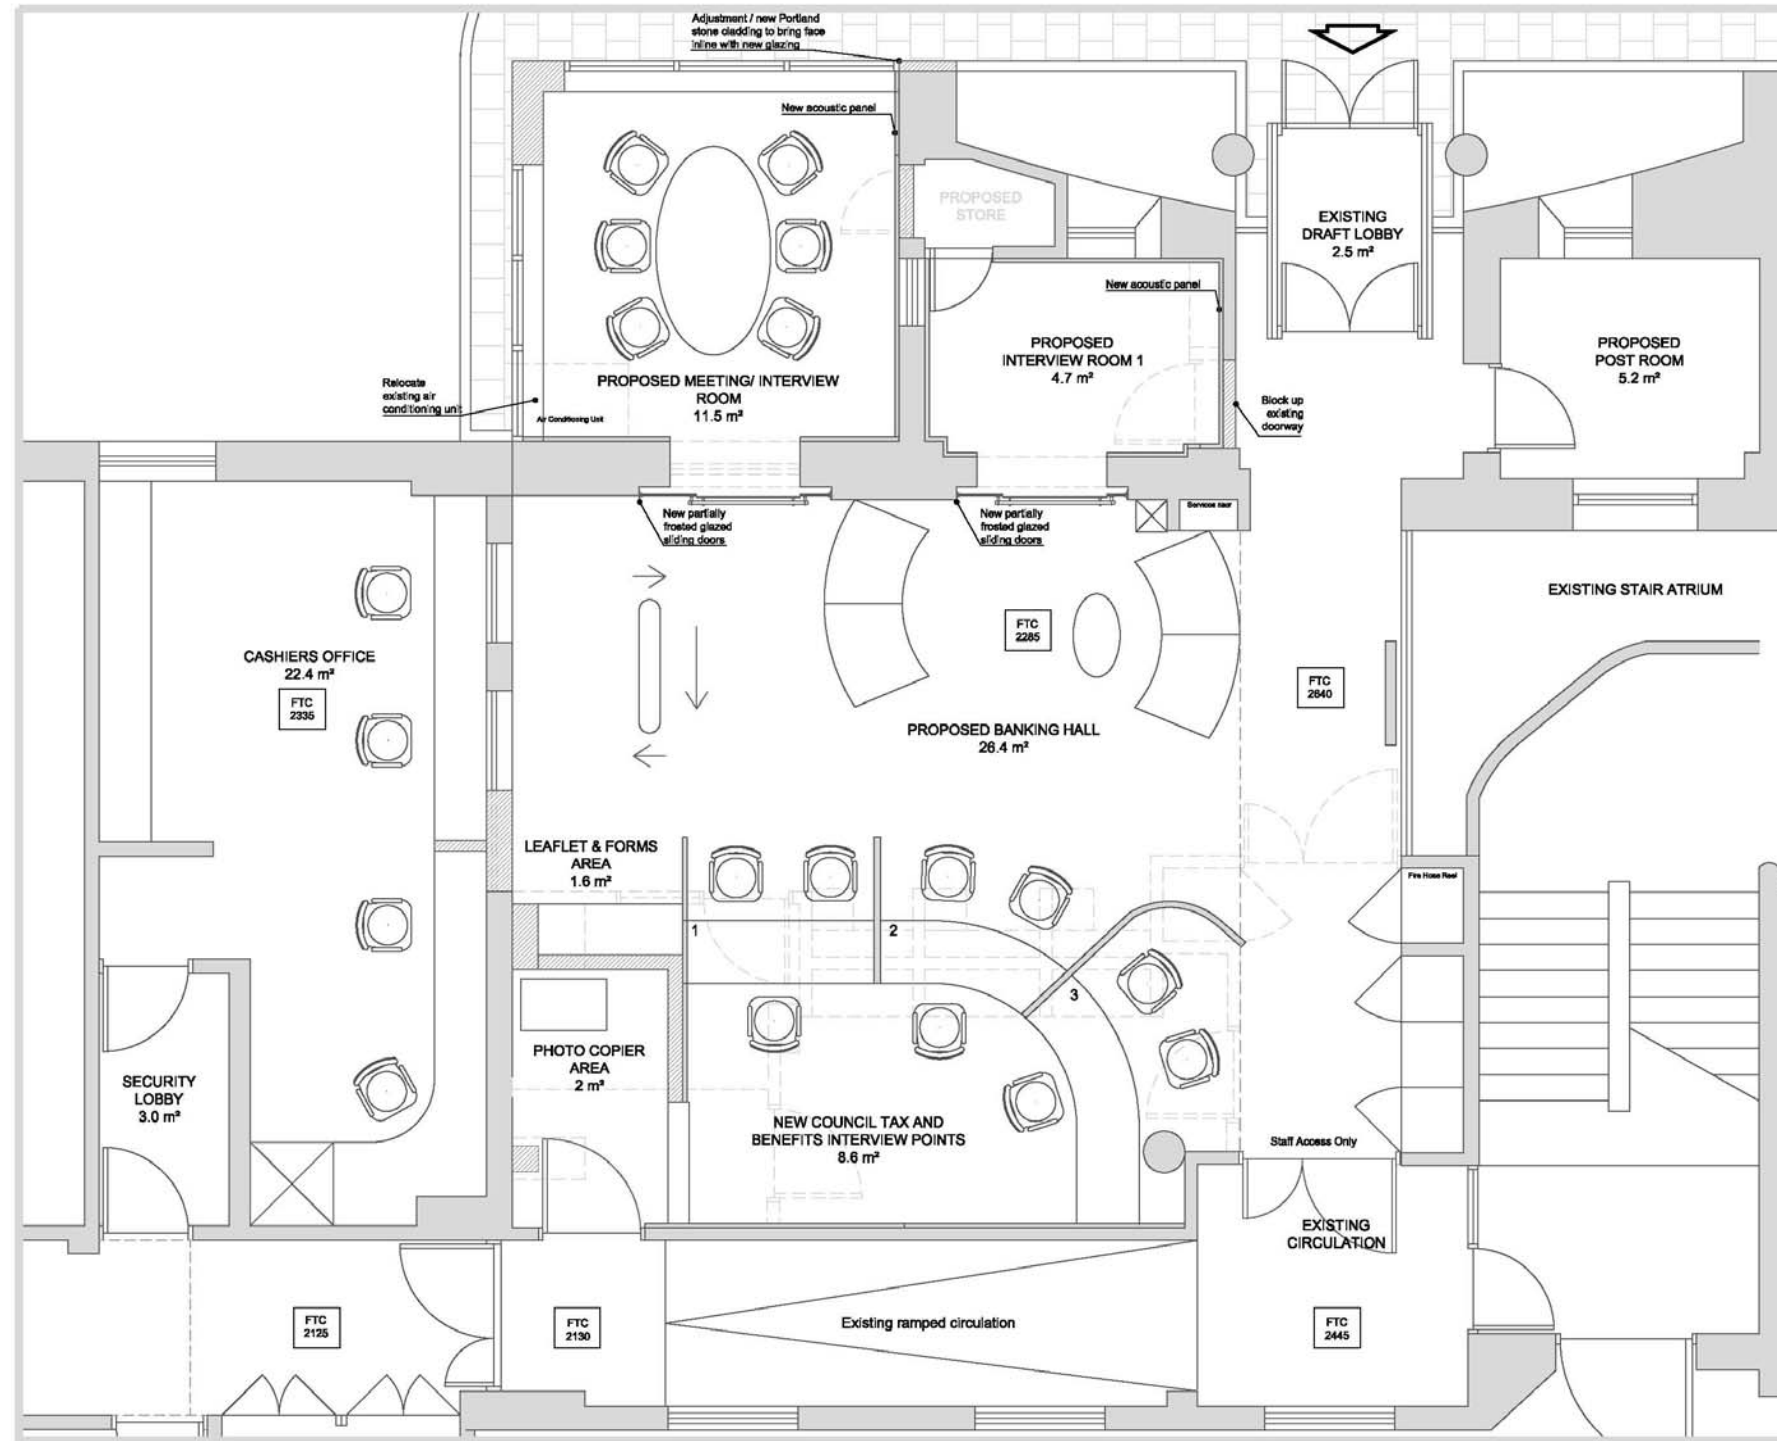 Adjustment / new Portland
stone cladding to bring face
inline with new glazing
New acoustic panel
PROPOSED
STORE
EXISTING
DRAFT LOBBY
2.5 m²
New acoustic panel
PROPOSED
INTERVIEW ROOM 1
4.7 m²
PROPOSED
POST ROOM
5.2 m²
Relocate
existing air
conditioning unit
PROPOSED MEETING/ INTERVIEW
ROOM
11.5 m²
Air Conditioning Unit
Block up
existing
doorway
New partially
frosted glazed
sliding doors
New partially
frosted glazed
sliding doors
Services
EXISTING STAIR ATRIUM
FTC
2285
CASHIERS OFFICE
22.4 m²
FTC
2335
FTC
2640
PROPOSED BANKING HALL
26.4 m²
LEAFLET & FORMS
AREA
1.6 m²
Fire Hose Reel
1
2
3
PHOTO COPIER
AREA
2 m²
SECURITY
LOBBY
3.0 m²
NEW COUNCIL TAX AND
BENEFITS INTERVIEW POINTS
8.6 m²
Staff Access Only
EXISTING
CIRCULATION
FTC
2125
FTC
2130
Existing ramped circulation
FTC
2445